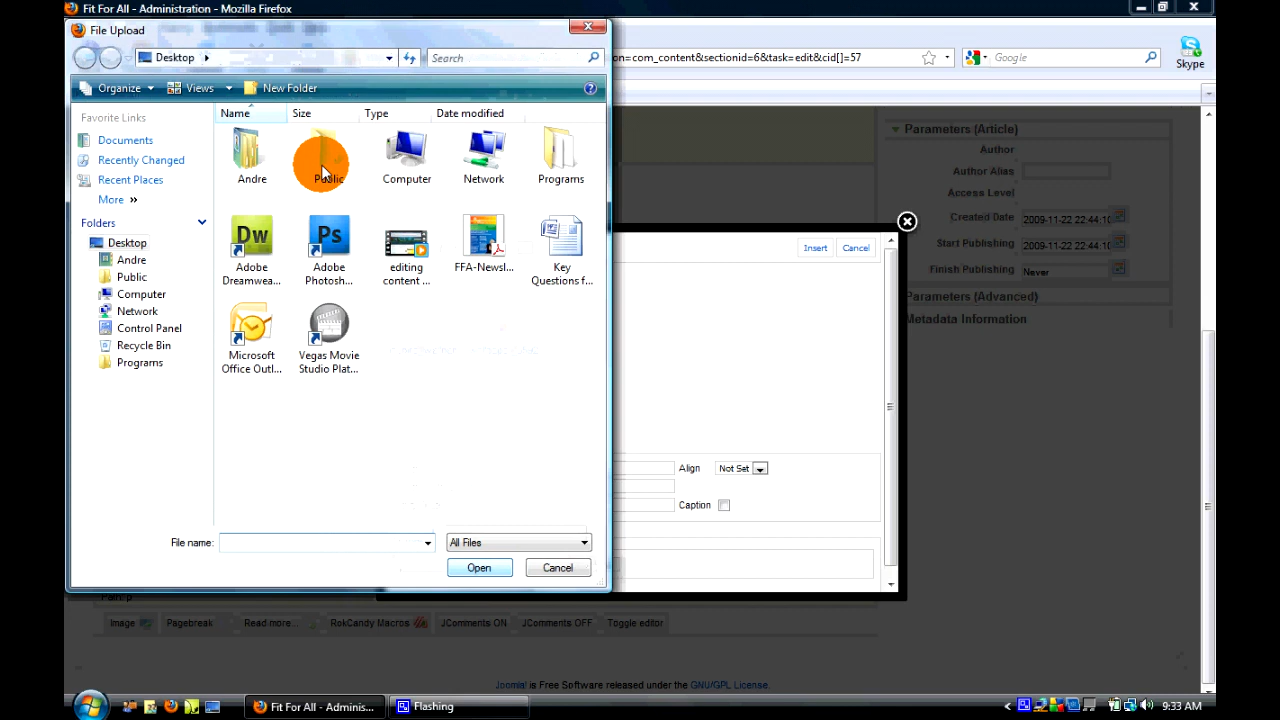 Fit For All - Administration - Mozilla Firefox
File Upload
Desktop
Search
on=com_content&sectionid=6&task=edit&cid[]=57
Google
Skype
Organize
Views
New Folder
Favorite Links
Documents
Recently Changed
Recent Places
More »
Folders
Desktop
Andre
Public
Computer
Network
Control Panel
Recycle Bin
Programs
Name Size Type Date modified
Andre Public Computer Network Programs
Dw Ps
Adobe Dreamwea...
Adobe Photosh...
editing content ...
FFA-Newsl...
Key Questions f...
Microsoft Office Outl...
Vegas Movie Studio Plat...
File name:
All Files
Open Cancel
Insert Cancel
Align Not Set
Caption
Parameters (Article)
Author
Author Alias
Access Level
Created Date 2009-11-22 22:44:10
Start Publishing 2009-11-22 22:44:10
Finish Publishing Never
Parameters (Advanced)
Metadata Information
Image Pagebreak Read more... RokCandy Macros JComments ON JComments OFF Toggle editor
Joomla! is Free Software released under the GNU/GPL License.
Fit For All - Adminis...
Flashing
9:33 AM